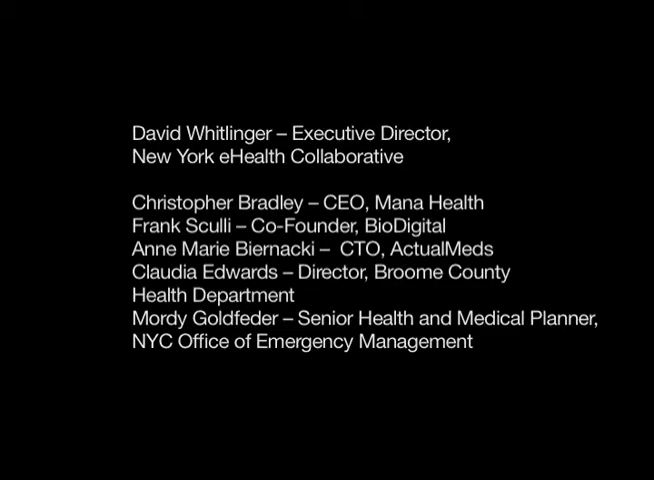 David Whitlinger – Executive Director,
New York eHealth Collaborative
Christopher Bradley – CEO, Mana Health
Frank Sculli – Co-Founder, BioDigital
Anne Marie Biernacki –  CTO, ActualMeds
Claudia Edwards – Director, Broome County
Health Department
Mordy Goldfeder – Senior Health and Medical Planner,
NYC Office of Emergency Management